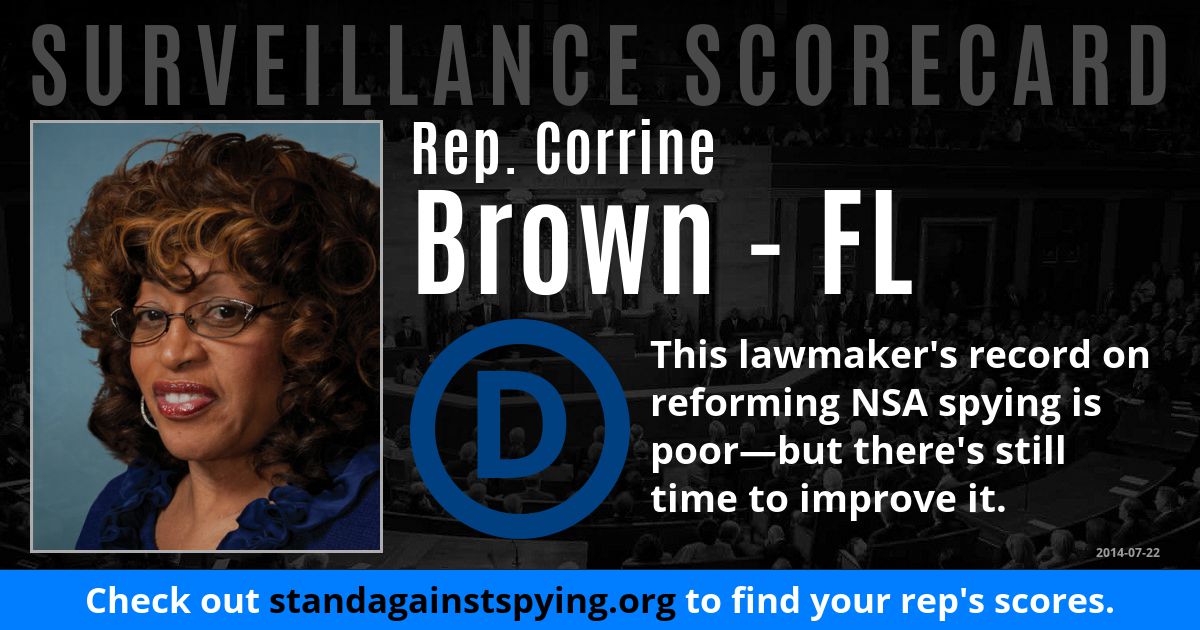 SURVEILLANCE SCORECARD
Rep. Corrine
Brown - FL
D
This lawmaker's record on
reforming NSA spying is
poor—but there's still
time to improve it.
2014-07-22
Check out standagainstspying.org to find your rep's scores.